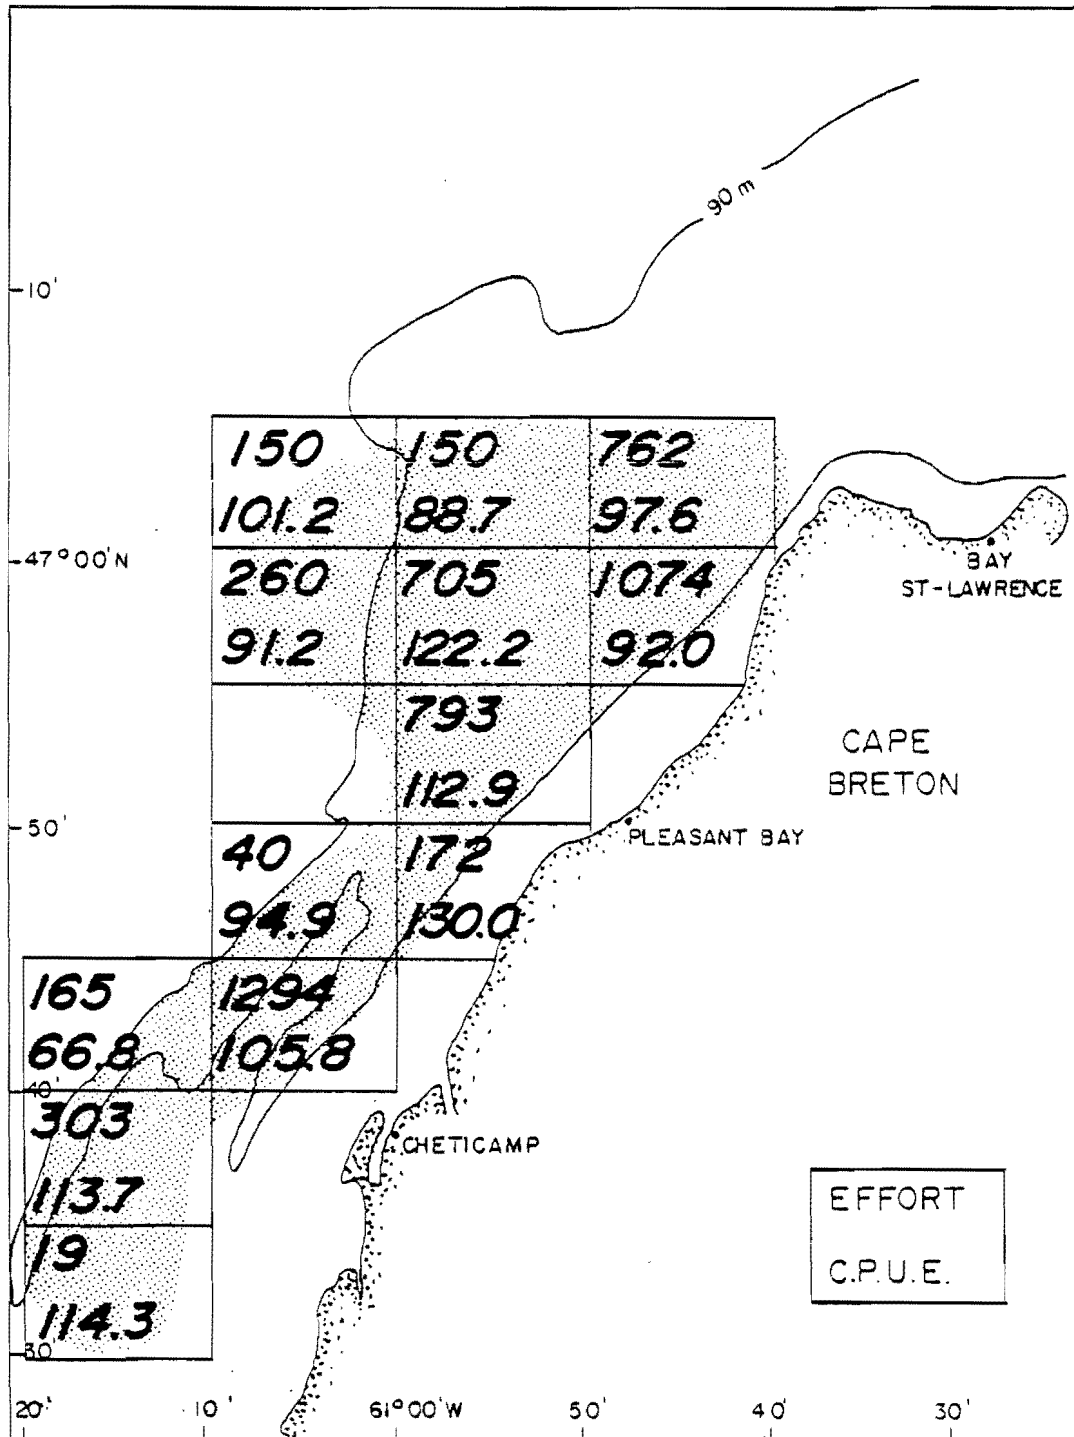 90 m
10'
150 150 762
101.2 88.7 97.6
47°00'N
BAY
ST-LAWRENCE
260 705 1074
91.2 122.2 92.0
793
CAPE
BRETON
112.9
50'
PLEASANT BAY
40 172
94.9 130.0
165 1294
66.8 105.8
40'
303
CHETICAMP
113.7
EFFORT
19
C.P.U.E.
114.3
30'
20' 10' 61°00'W 50' 40' 30'